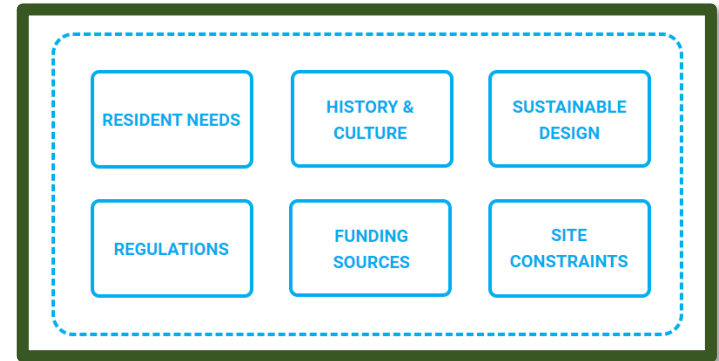 RESIDENT NEEDS
HISTORY &
CULTURE
SUSTAINABLE
DESIGN
REGULATIONS
FUNDING
SOURCES
SITE
CONSTRAINTS